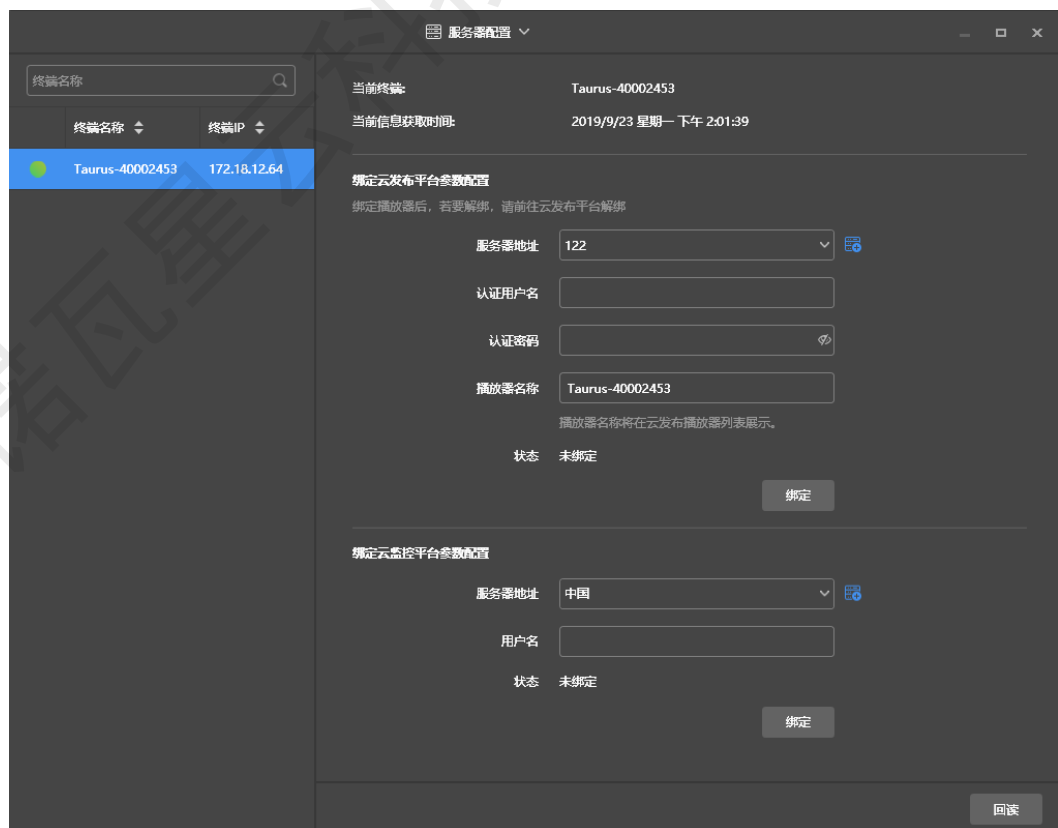 服务器配置
终端名称
终端名称 终端IP
Taurus-40002453 172.18.12.64
当前终端: Taurus-40002453
当前信息获取时间: 2019/9/23 星期一 下午 2:01:39
绑定云发布平台参数配置
绑定播放器后，若要解绑，请前往云发布平台解绑
服务器地址 122
认证用户名
认证密码
播放器名称 Taurus-40002453
播放器名称将在云发布播放器列表展示。
状态 未绑定
绑定
绑定云监控平台参数配置
服务器地址 中国
用户名
状态 未绑定
绑定
回读
诺瓦星云科